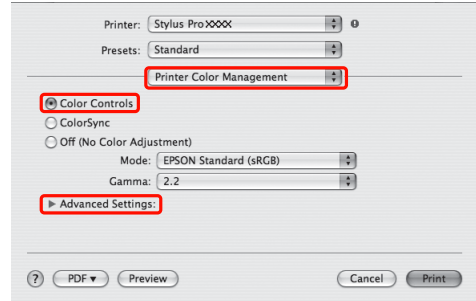 Printer: Stylus Pro XXXX
Presets: Standard
Printer Color Management
Color Controls
ColorSync
Off (No Color Adjustment)
Mode: EPSON Standard (sRGB)
Gamma: 2.2
Advanced Settings:
? PDF Preview Cancel Print